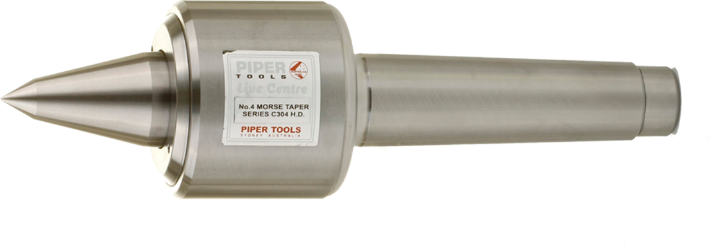 PIPER
TOOLS
Live Centre
No.4 MORSE TAPER
SERIES C304 H.D.
PIPER TOOLS
SYDNEY AUSTRALIA